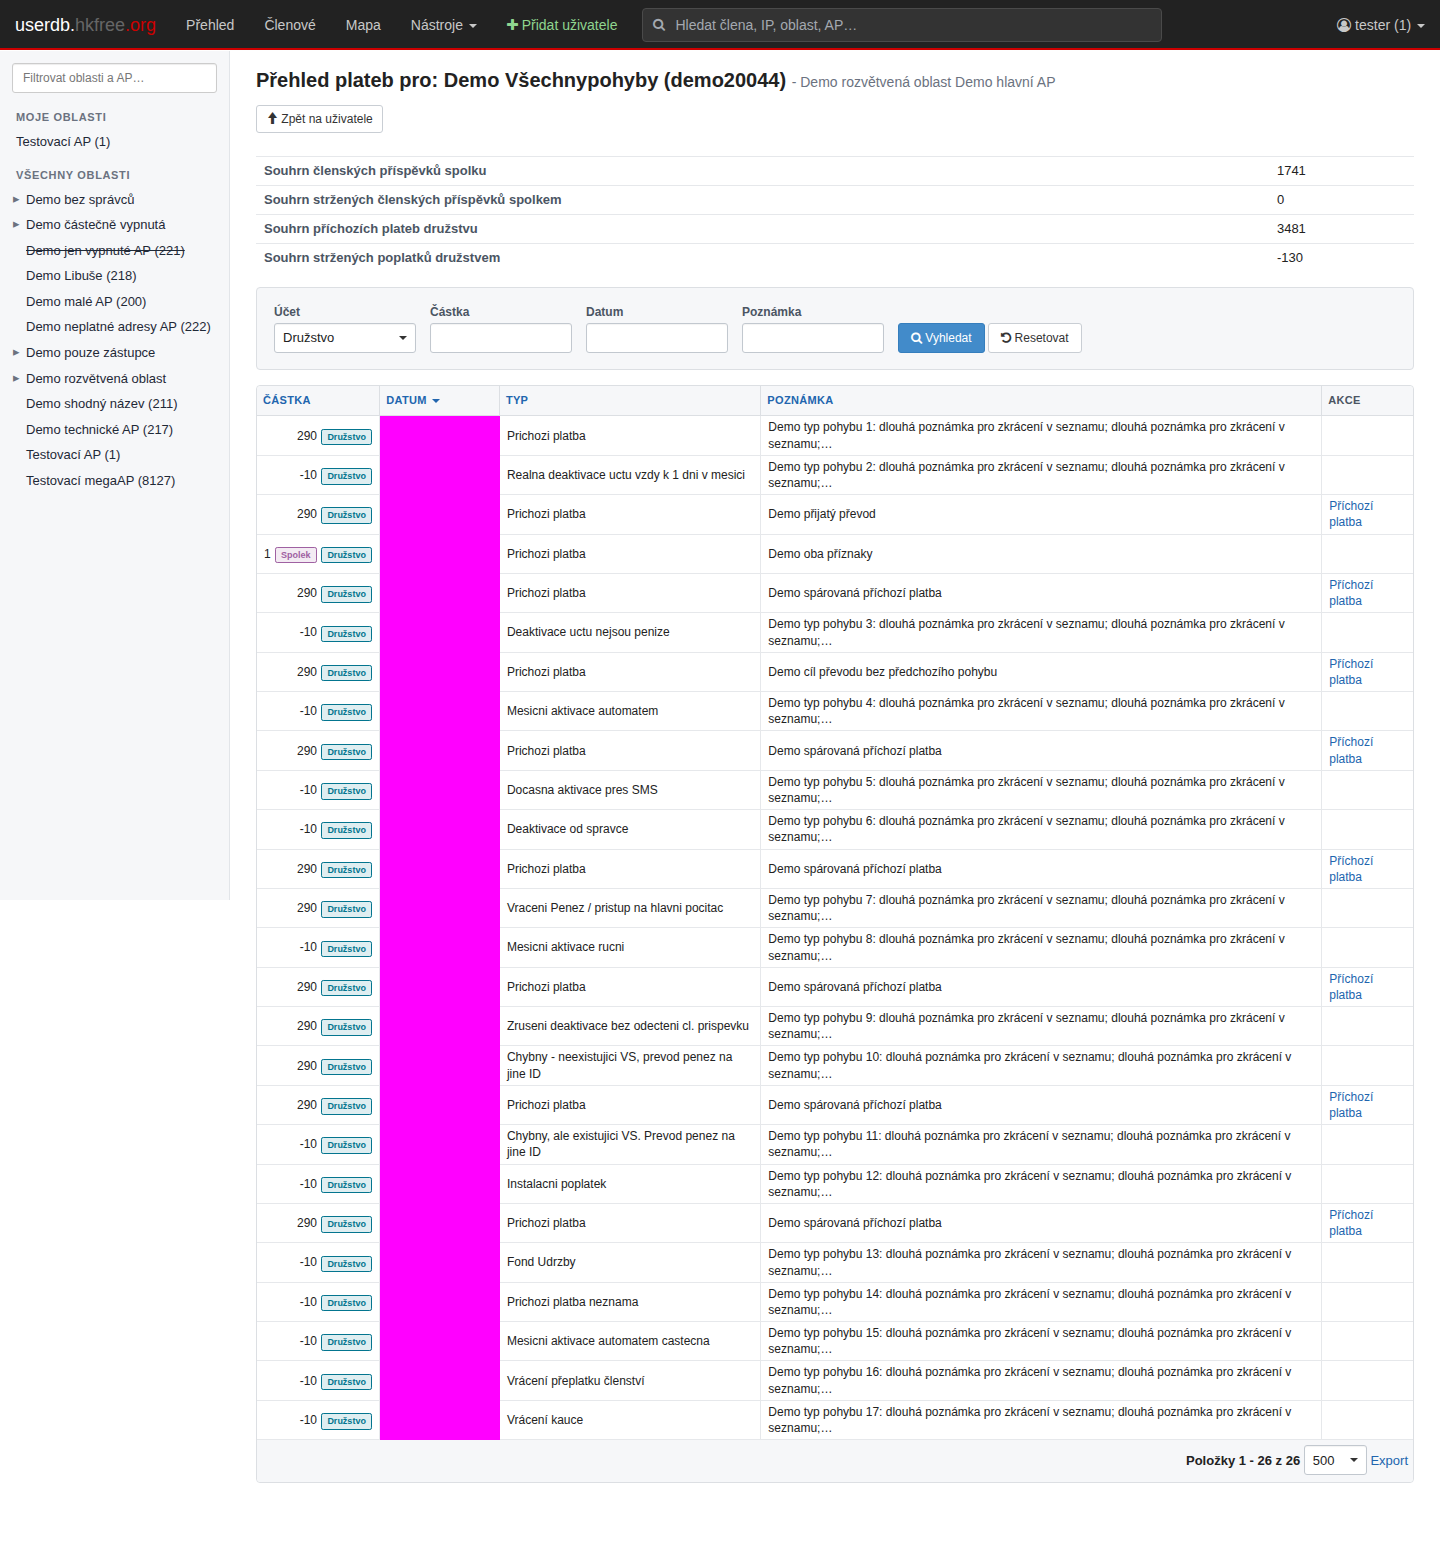 userdb.hkfree.org Přehled Členové Mapa Nástroje Přidat uživatele Hledat člena, IP, oblast, AP… tester (1)
Filtrovat oblasti a AP…
MOJE OBLASTI
Testovací AP (1)
VŠECHNY OBLASTI
Demo bez správců
Demo částečně vypnutá
Demo jen vypnuté AP (221)
Demo Libuše (218)
Demo malé AP (200)
Demo neplatné adresy AP (222)
Demo pouze zástupce
Demo rozvětvená oblast
Demo shodný název (211)
Demo technické AP (217)
Testovací AP (1)
Testovací megaAP (8127)
Přehled plateb pro: Demo Všechnypohyby (demo20044) - Demo rozvětvená oblast Demo hlavní AP
Zpět na uživatele
Souhrn členských příspěvků spolku 1741
Souhrn stržených členských příspěvků spolkem 0
Souhrn příchozích plateb družstvu 3481
Souhrn stržených poplatků družstvem -130
Účet Částka Datum Poznámka
Družstvo Vyhledat Resetovat
ČÁSTKA DATUM TYP POZNÁMKA AKCE
290 Družstvo Prichozi platba Demo typ pohybu 1: dlouhá poznámka pro zkrácení v seznamu; dlouhá poznámka pro zkrácení v
seznamu;…
-10 Družstvo Realna deaktivace uctu vzdy k 1 dni v mesici Demo typ pohybu 2: dlouhá poznámka pro zkrácení v seznamu; dlouhá poznámka pro zkrácení v
seznamu;…
290 Družstvo Prichozi platba Demo přijatý převod Příchozí
platba
1 Spolek Družstvo Prichozi platba Demo oba příznaky
290 Družstvo Prichozi platba Demo spárovaná příchozí platba Příchozí
platba
-10 Družstvo Deaktivace uctu nejsou penize Demo typ pohybu 3: dlouhá poznámka pro zkrácení v seznamu; dlouhá poznámka pro zkrácení v
seznamu;…
290 Družstvo Prichozi platba Demo cíl převodu bez předchozího pohybu Příchozí
platba
-10 Družstvo Mesicni aktivace automatem Demo typ pohybu 4: dlouhá poznámka pro zkrácení v seznamu; dlouhá poznámka pro zkrácení v
seznamu;…
290 Družstvo Prichozi platba Demo spárovaná příchozí platba Příchozí
platba
-10 Družstvo Docasna aktivace pres SMS Demo typ pohybu 5: dlouhá poznámka pro zkrácení v seznamu; dlouhá poznámka pro zkrácení v
seznamu;…
-10 Družstvo Deaktivace od spravce Demo typ pohybu 6: dlouhá poznámka pro zkrácení v seznamu; dlouhá poznámka pro zkrácení v
seznamu;…
290 Družstvo Prichozi platba Demo spárovaná příchozí platba Příchozí
platba
290 Družstvo Vraceni Penez / pristup na hlavni pocitac Demo typ pohybu 7: dlouhá poznámka pro zkrácení v seznamu; dlouhá poznámka pro zkrácení v
seznamu;…
-10 Družstvo Mesicni aktivace rucni Demo typ pohybu 8: dlouhá poznámka pro zkrácení v seznamu; dlouhá poznámka pro zkrácení v
seznamu;…
290 Družstvo Prichozi platba Demo spárovaná příchozí platba Příchozí
platba
290 Družstvo Zruseni deaktivace bez odecteni cl. prispevku Demo typ pohybu 9: dlouhá poznámka pro zkrácení v seznamu; dlouhá poznámka pro zkrácení v
seznamu;…
290 Družstvo Chybny - neexistujici VS, prevod penez na Demo typ pohybu 10: dlouhá poznámka pro zkrácení v seznamu; dlouhá poznámka pro zkrácení v
jine ID seznamu;…
290 Družstvo Prichozi platba Demo spárovaná příchozí platba Příchozí
platba
-10 Družstvo Chybny, ale existujici VS. Prevod penez na Demo typ pohybu 11: dlouhá poznámka pro zkrácení v seznamu; dlouhá poznámka pro zkrácení v
jine ID seznamu;…
-10 Družstvo Instalacni poplatek Demo typ pohybu 12: dlouhá poznámka pro zkrácení v seznamu; dlouhá poznámka pro zkrácení v
seznamu;…
290 Družstvo Prichozi platba Demo spárovaná příchozí platba Příchozí
platba
-10 Družstvo Fond Udrzby Demo typ pohybu 13: dlouhá poznámka pro zkrácení v seznamu; dlouhá poznámka pro zkrácení v
seznamu;…
-10 Družstvo Prichozi platba neznama Demo typ pohybu 14: dlouhá poznámka pro zkrácení v seznamu; dlouhá poznámka pro zkrácení v
seznamu;…
-10 Družstvo Mesicni aktivace automatem castecna Demo typ pohybu 15: dlouhá poznámka pro zkrácení v seznamu; dlouhá poznámka pro zkrácení v
seznamu;…
-10 Družstvo Vrácení přeplatku členství Demo typ pohybu 16: dlouhá poznámka pro zkrácení v seznamu; dlouhá poznámka pro zkrácení v
seznamu;…
-10 Družstvo Vrácení kauce Demo typ pohybu 17: dlouhá poznámka pro zkrácení v seznamu; dlouhá poznámka pro zkrácení v
seznamu;…
Položky 1 - 26 z 26 500 Export